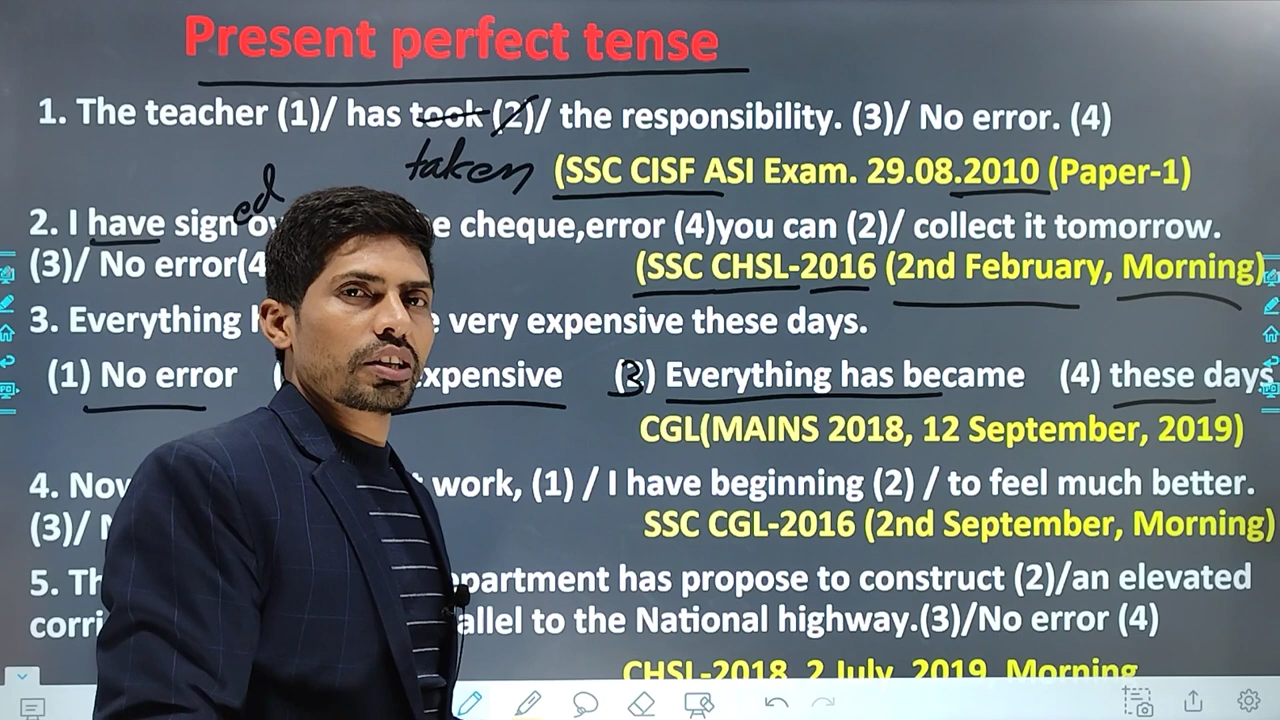 Present perfect tense
1. The teacher (1)/ has took (2)/ the responsibility. (3)/ No error. (4)
taken (SSC CISF ASI Exam. 29.08.2010 (Paper-1)
ed
2. I have sign cheque,error (4)you can (2)/ collect it tomorrow.
(3)/ No error(4 (SSC CHSL-2016 (2nd February, Morning)
3. Everything very expensive these days.
(1) No error expensive (3) Everything has became (4) these days
CGL(MAINS 2018, 12 September, 2019)
4. work, (1) / I have beginning (2) / to feel much better.
(3)/ SSC CGL-2016 (2nd September, Morning)
5. has propose to construct (2)/an elevated
to the National highway.(3)/No error (4)
CHSL-2018, 2 July, 2019, Morning